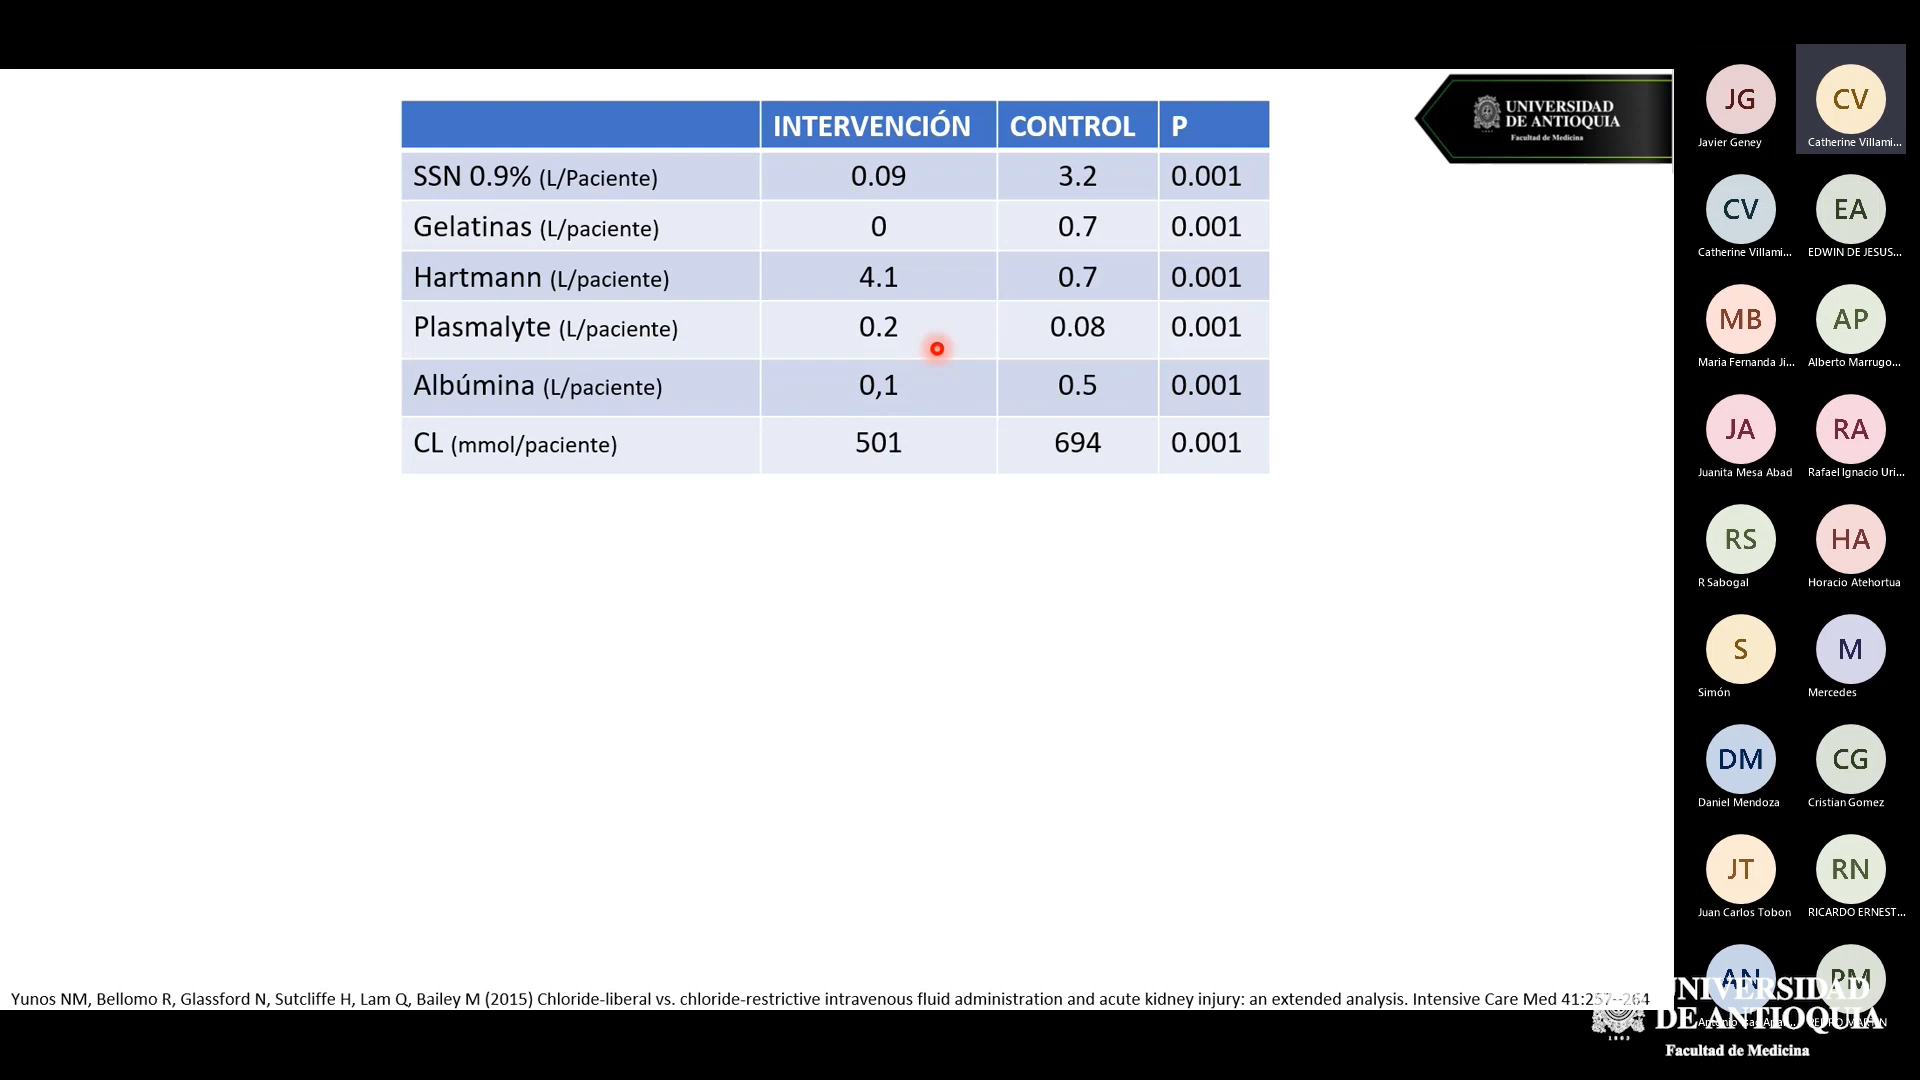 INTERVENCIÓN CONTROL P
SSN 0.9% (L/Paciente) 0.09 3.2 0.001
Gelatinas (L/paciente) 0 0.7 0.001
Hartmann (L/paciente) 4.1 0.7 0.001
Plasmalyte (L/paciente) 0.2 0.08 0.001
Albúmina (L/paciente) 0,1 0.5 0.001
CL (mmol/paciente) 501 694 0.001
UNIVERSIDAD
DE ANTIOQUIA
1803
Facultad de Medicina
JG CV
Javier Geney Catherine Villami...
CV EA
Catherine Villami... EDWIN DE JESUS...
MB AP
Maria Fernanda Ji... Alberto Marrugo...
JA RA
Juanita Mesa Abad Rafael Ignacio Uri...
RS HA
R Sabogal Horacio Atehortua
S M
Simón Mercedes
DM CG
Daniel Mendoza Cristian Gomez
JT RN
Juan Carlos Tobon RICARDO ERNEST...
AN RM
Yunos NM, Bellomo R, Glassford N, Sutcliffe H, Lam Q, Bailey M (2015) Chloride-liberal vs. chloride-restrictive intravenous fluid administration and acute kidney injury: an extended analysis. Intensive Care Med 41:257–264
UNIVERSIDAD
DE ANTIOQUIA
1803
Facultad de Medicina